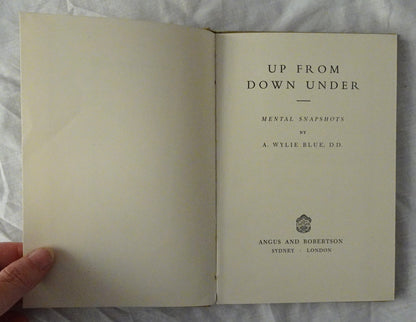 UP FROM
DOWN UNDER
MENTAL SNAPSHOTS
BY
A. WYLIE BLUE, D.D.
ANGUS AND ROBERTSON
SYDNEY · LONDON